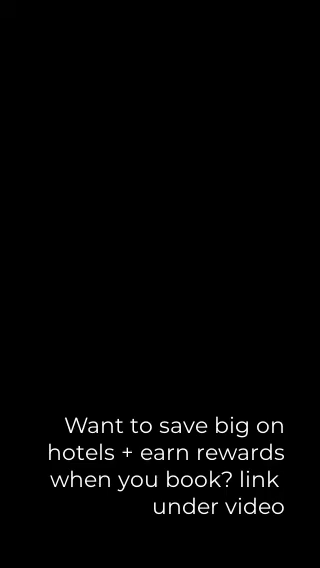 Want to save big on
hotels + earn rewards
when you book? link
under video